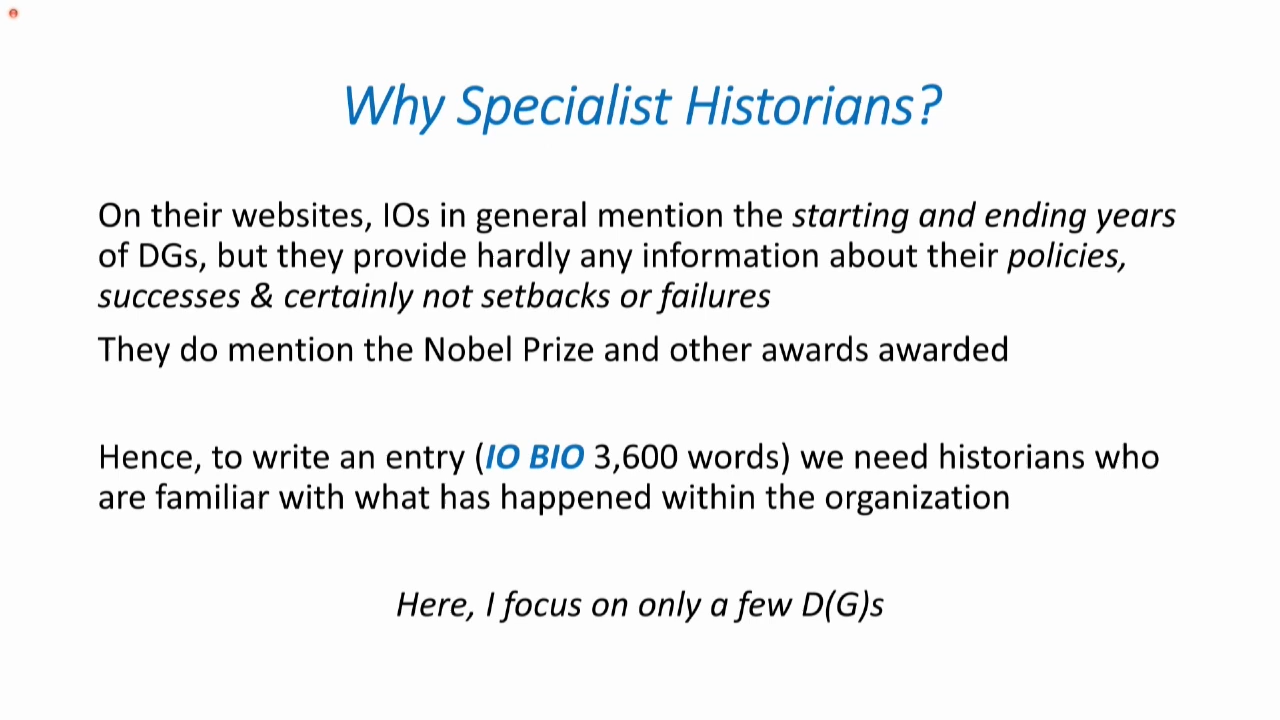 Why Specialist Historians?
On their websites, IOs in general mention the starting and ending years
of DGs, but they provide hardly any information about their policies,
successes & certainly not setbacks or failures
They do mention the Nobel Prize and other awards awarded
Hence, to write an entry (IO BIO 3,600 words) we need historians who
are familiar with what has happened within the organization
Here, I focus on only a few D(G)s